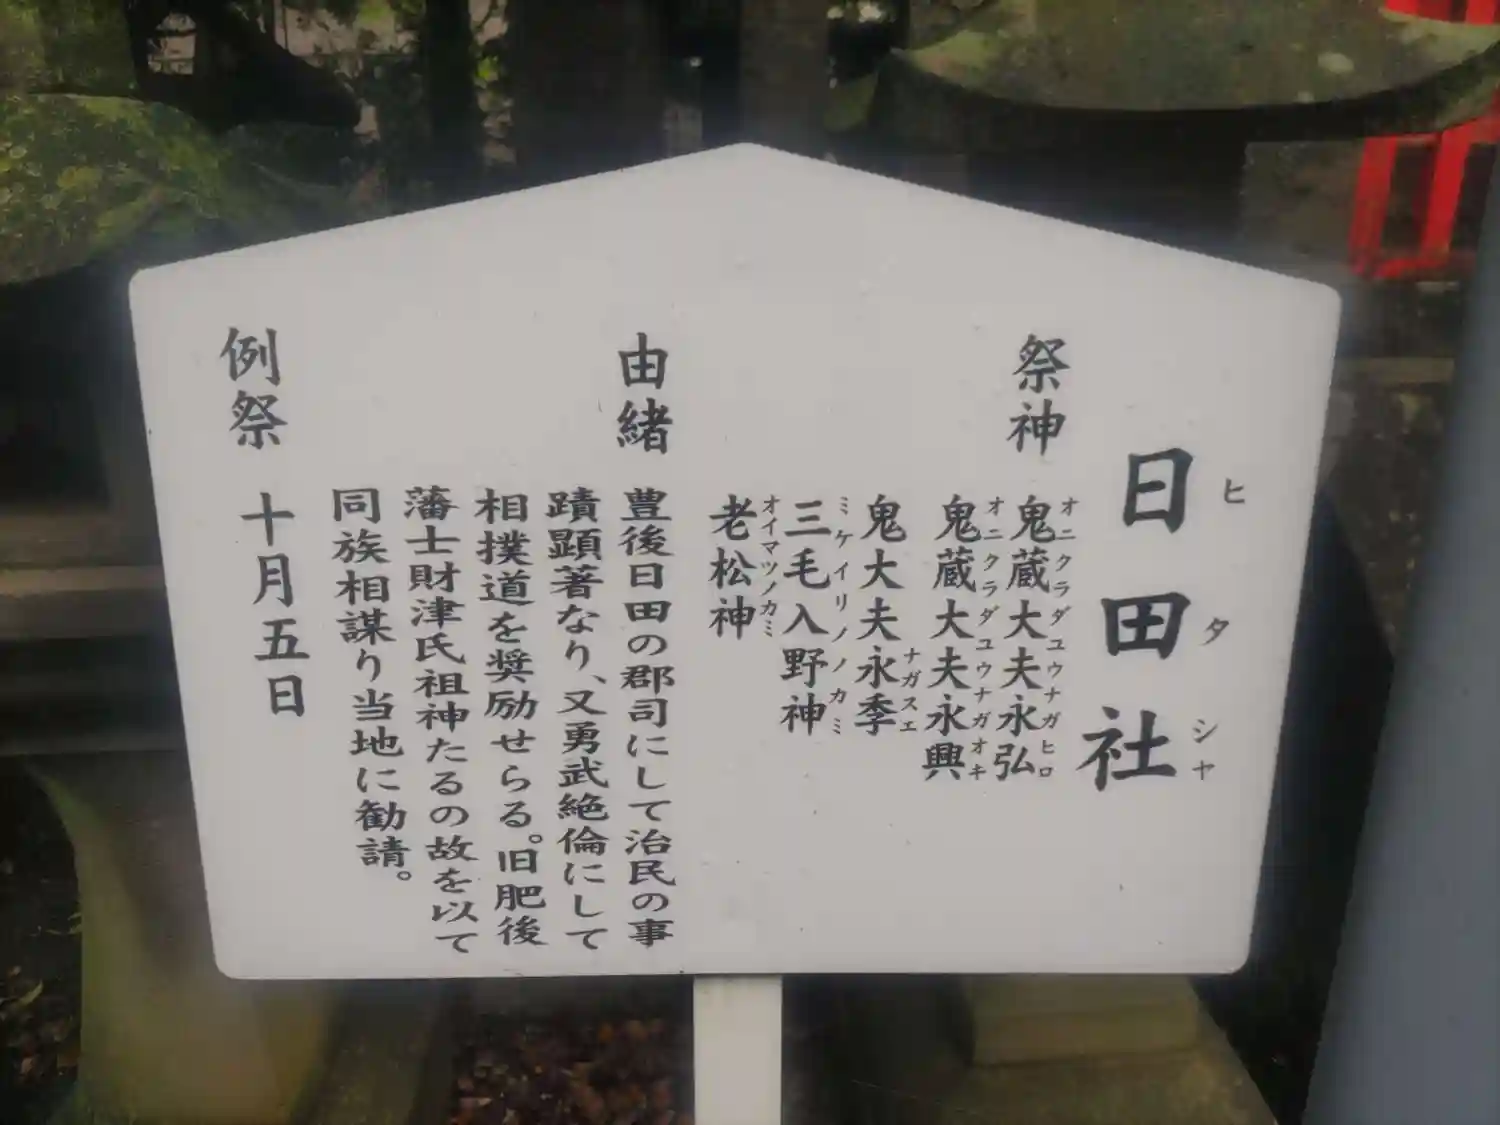 日田社
ヒタシヤ
祭神
鬼蔵大夫永弘
オニクラダユウナガヒロ
鬼蔵大夫永興
オニクラダユウナガオキ
鬼大夫永季
ナガスエ
三毛入野神
ミケイリノノカミ
老松神
オイマツノカミ
由緒
豊後日田の郡司にして治民の事
蹟顕著なり、又勇武絶倫にして
相撲道を奨励せらる。旧肥後
藩士財津氏祖神たるの故を以て
同族相謀り当地に勧請。
例祭 十月五日